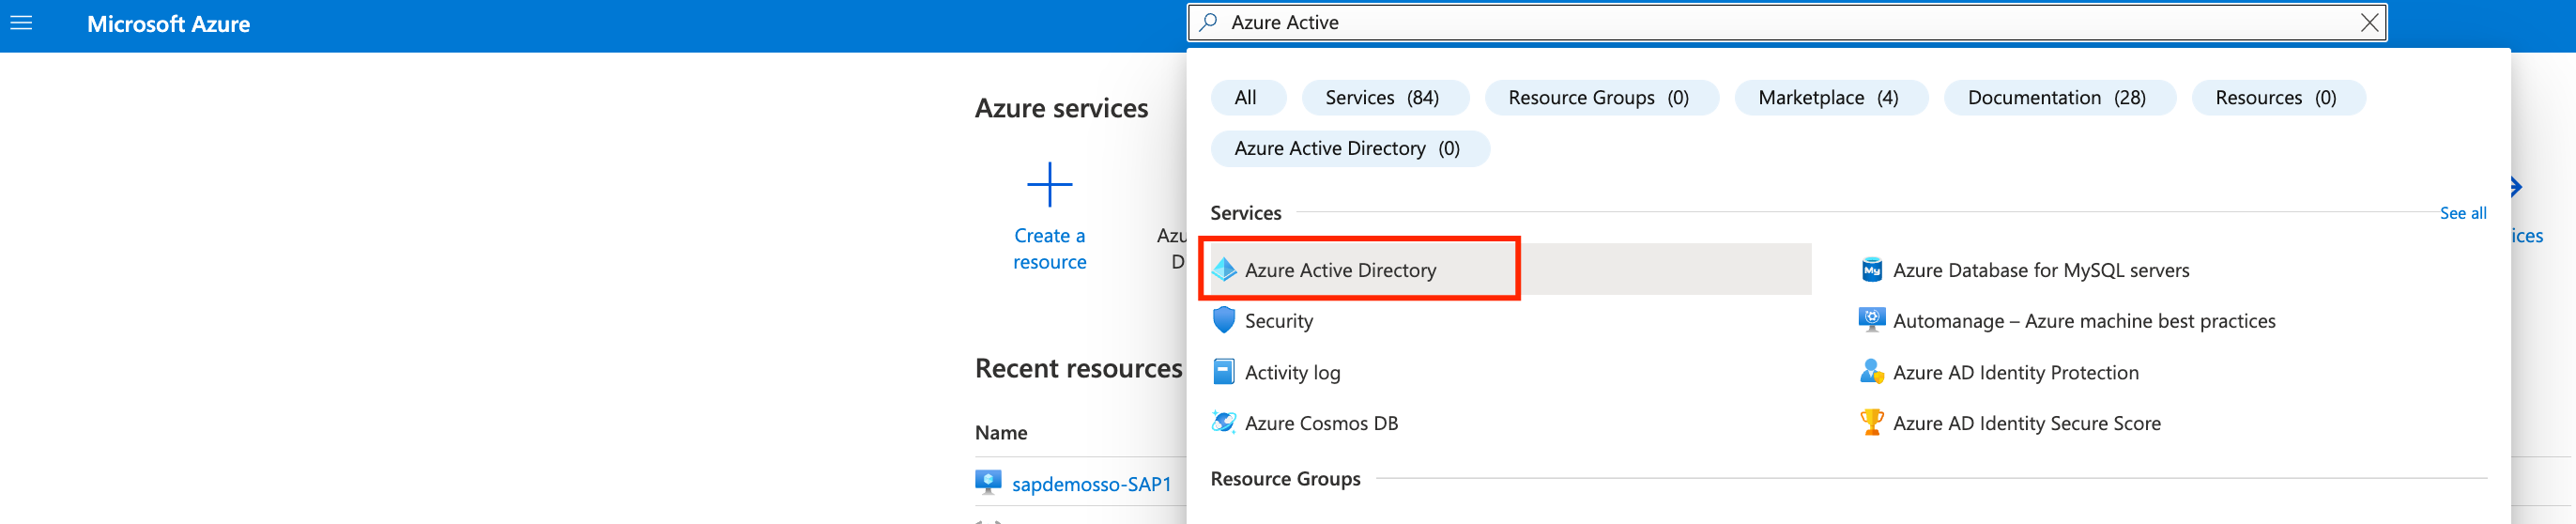 Microsoft Azure
Azure Active
All
Services (84)
Resource Groups (0)
Marketplace (4)
Documentation (28)
Resources (0)
Azure Active Directory (0)
Azure services
Create a
resource
Services
See all
Azure Active Directory
Azure Database for MySQL servers
Security
Automanage – Azure machine best practices
Activity log
Azure AD Identity Protection
Azure Cosmos DB
Azure AD Identity Secure Score
Resource Groups
Recent resources
Name
My
sapdemosso-SAP1